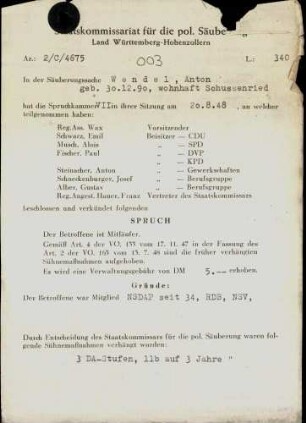 Staatskommissariat für die pol. Säube
Land Württemberg-Hohenzollern
Az.: 2/C/4675 L.: 340
003
In der Säuberungssache Wendel, Anton
geb. 30.12.90, wohnhaft Schussenried
hat die Spruchkammer VII in ihrer Sitzung am 20.8.48, an welcher
teilgenommen haben:
Reg.Ass. Wax Vorsitzender
Schwarz, Emil Beisitzer — CDU
Musch, Alois „ — SPD
Fischer, Paul „ — DVP
„ — KPD
Steinacher, Anton „ — Gewerkschaften
Schneckenburger, Josef „ — Berufsgruppe
Alber, Gustav „ — Berufsgruppe
Reg.Angest. Huner, Franz Vertreter des Staatskommissars
beschlossen und verkündet folgenden
SPRUCH
Der Betroffene ist Mitläufer.
Gemäß Art. 4 der VO. 133 vom 17. 11. 47 in der Fassung des
Art. 2 der VO. 165 vom 13. 7. 48 sind die früher verhängten
Sühnemaßnahmen aufgehoben.
Es wird eine Verwaltungsgebühr von DM 5.-- erhoben.
Gründe:
Der Betroffene war Mitglied NSDAP seit 34, RDB, NSV,
Durch Entscheidung des Staatskommissars für die pol. Säuberung waren fol-
gende Sühnemaßnahmen verhängt worden:
3 DA-Stufen, 11b auf 3 Jahre "